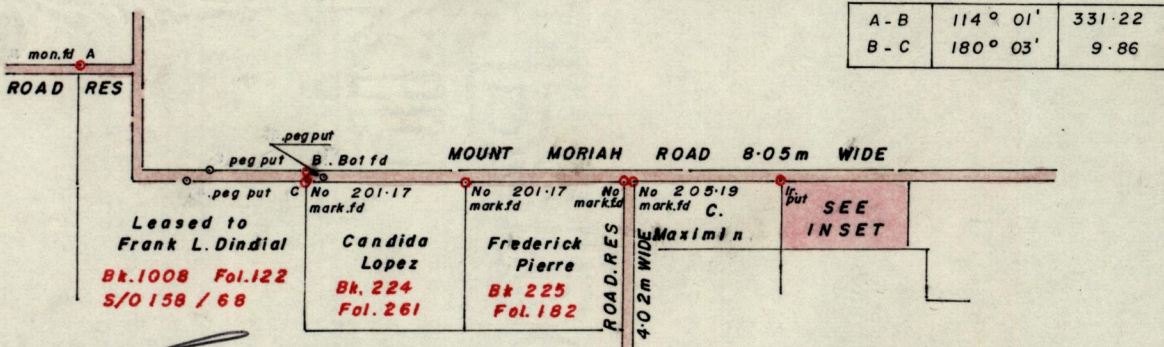 A - B 114° 01' 331·22
B - C 180° 03' 9·86
mon.fd A
ROAD RES
peg put
peg put
B . Bolt fd
MOUNT MORIAH ROAD 8·05m WIDE
peg put
C
No mark.fd
201·17
No mark.fd
201·17
No mark.fd
No mark.fd
205·19
Ir. put
Leased to
Frank L. Dindial
Bk.1008 Fol.122
S/O 158 / 68
Candida
Lopez
Bk. 224
Fol. 261
Frederick
Pierre
Bk 225
Fol. 182
ROAD. RES
4·02m WIDE
C.
Maximin
SEE
INSET